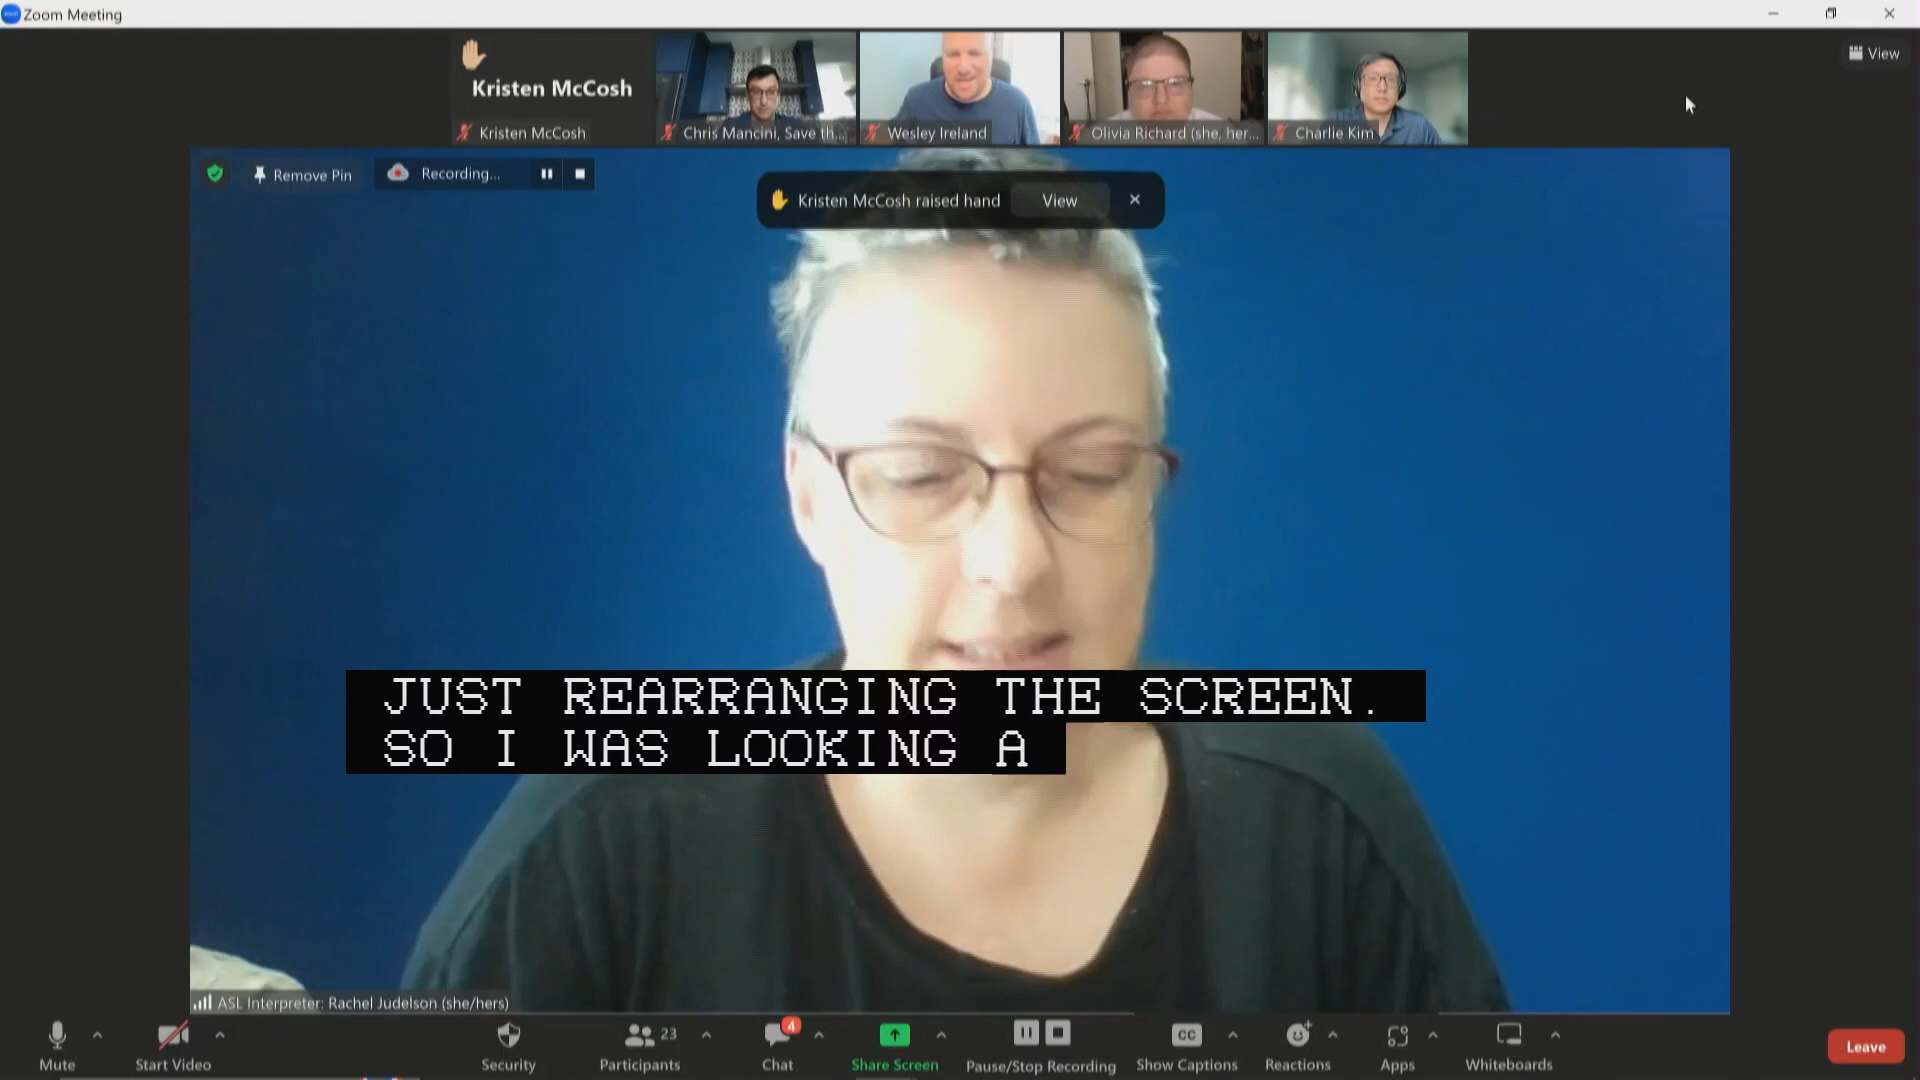 Zoom Meeting
View
Kristen McCosh
Kristen McCosh
Chris Mancini, Save th...
Wesley Ireland
Olivia Richard (she, her...
Charlie Kim
Remove Pin
Recording...
Kristen McCosh raised hand
View
JUST REARRANGING THE SCREEN.
SO I WAS LOOKING A
ASL Interpreter: Rachel Judelson (she/hers)
Mute
Start Video
Security
23
Participants
4
Chat
Share Screen
Pause/Stop Recording
CC
Show Captions
Reactions
Apps
Whiteboards
Leave